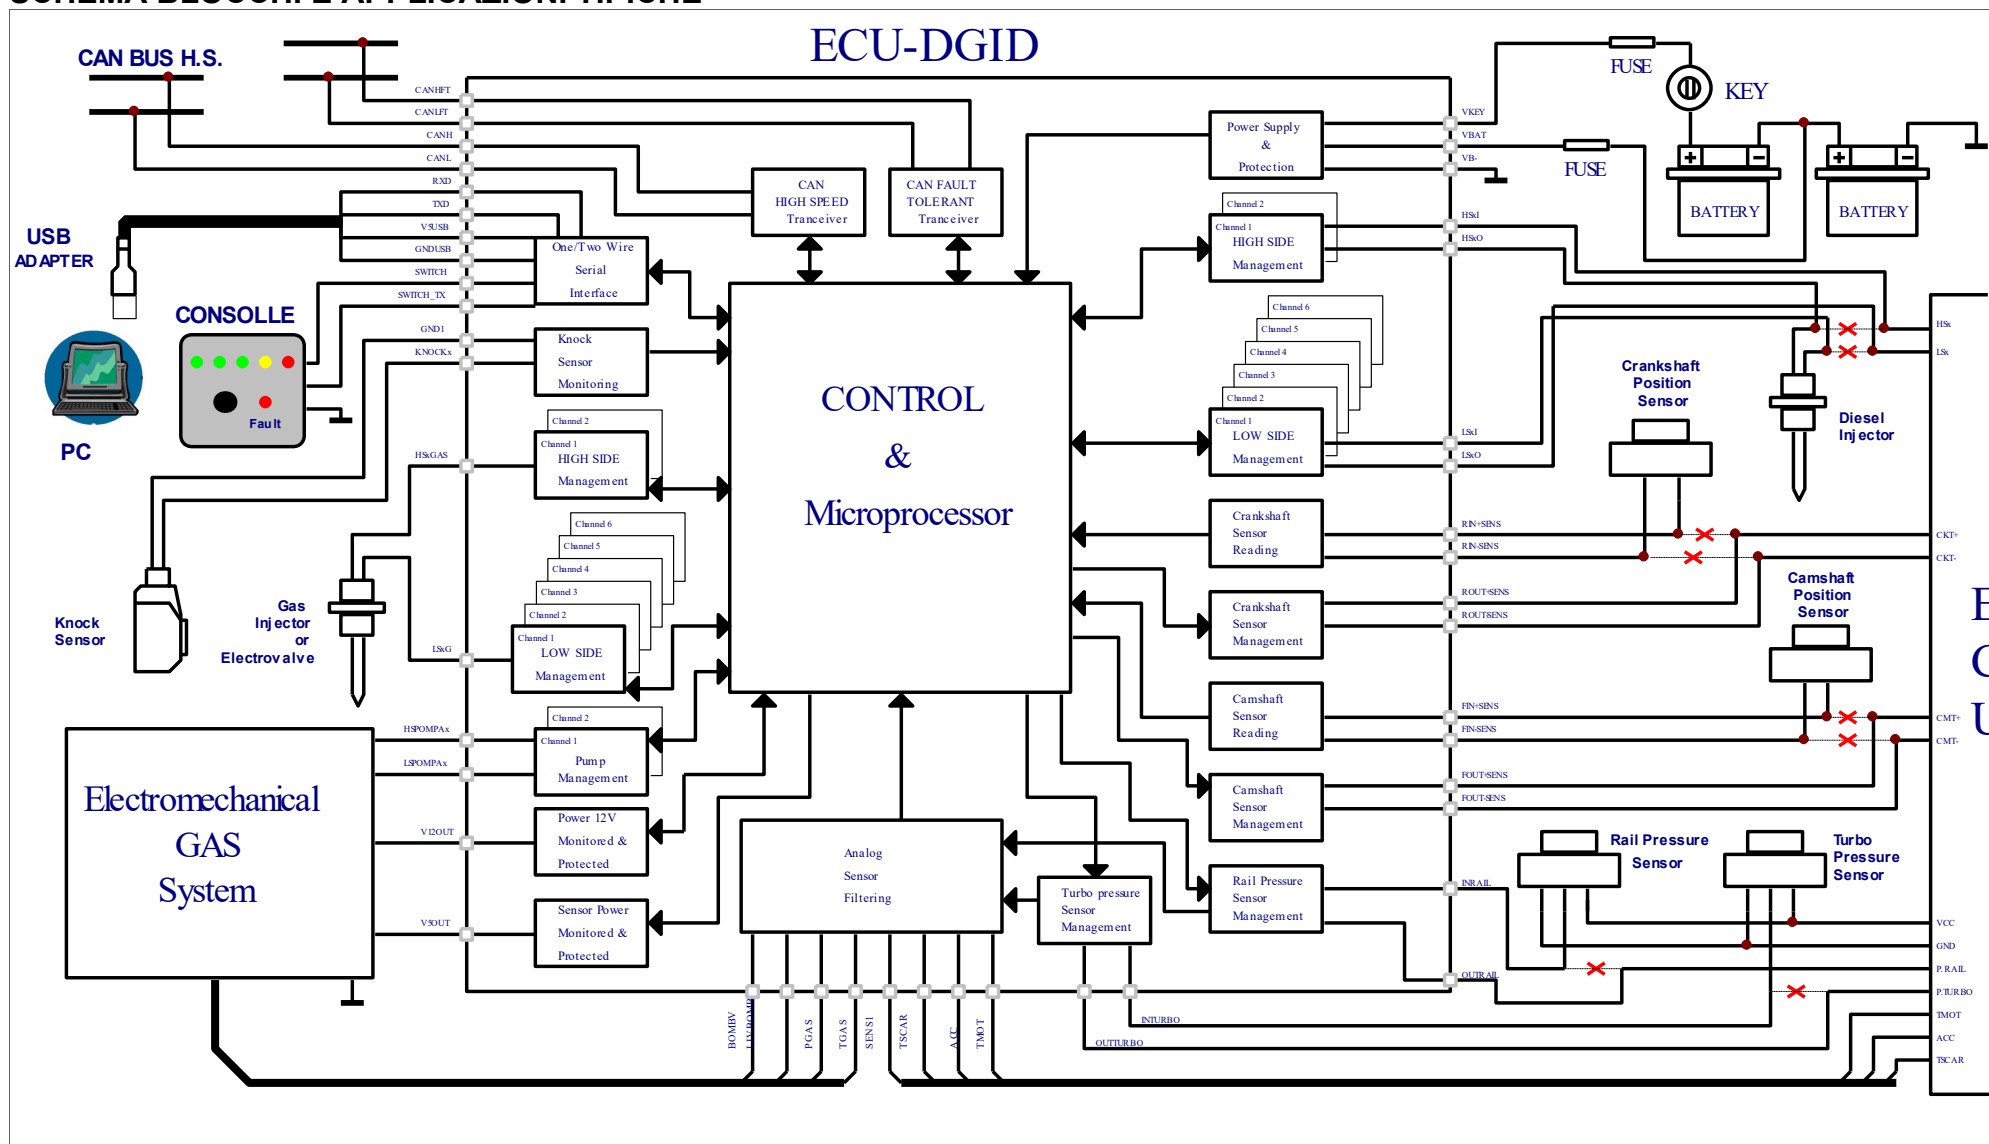 SCHEMA BLOCCHI E APPLICAZIONI TIPICHE
ECU-DGID
CAN BUS H.S.
CANHFT
CANLFT
CANH
CANL
RXD
TXD
V5USB
GNDUSB
SWITCH
SWITCH_TX
GND1
KNOCKx
HSxGAS
LSxG
HSPOMPAx
LSPOMPAx
V12OUT
V5OUT
USB
ADAPTER
CONSOLLE
Fault
PC
Knock
Sensor
Gas
Injector
or
Electrovalve
Electromechanical
GAS
System
One/Two Wire
Serial
Interface
Knock
Sensor
Monitoring
Channel 2
Channel 1
HIGH SIDE
Management
Channel 6
Channel 5
Channel 4
Channel 3
Channel 2
Channel 1
LOW SIDE
Management
Channel 2
Channel 1
Pump
Management
Power 12V
Monitored &
Protected
Sensor Power
Monitored &
Protected
CAN
HIGH SPEED
Tranceiver
CAN FAULT
TOLERANT
Tranceiver
CONTROL
&
Microprocessor
Analog
Sensor
Filtering
Turbo pressure
Sensor
Management
Power Supply
&
Protection
Channel 2
Channel 1
HIGH SIDE
Management
Channel 6
Channel 5
Channel 4
Channel 3
Channel 2
Channel 1
LOW SIDE
Management
Crankshaft
Sensor
Reading
Crankshaft
Sensor
Management
Camshaft
Sensor
Reading
Camshaft
Sensor
Management
Rail Pressure
Sensor
Management
VKEY
VBAT
VB-
HSxI
HSxO
LSxI
LSxO
RIN+SENS
RIN-SENS
ROUT+SENS
ROUT-SENS
FIN+SENS
FIN-SENS
FOUT+SENS
FOUT-SENS
INRAIL
OUTRAIL
INTURBO
OUTTURBO
BOMBV
PGAS
TGAS
SENS1
TSCAR
ACC
TMOT
FUSE
KEY
FUSE
BATTERY
BATTERY
Crankshaft
Position
Sensor
Diesel
Injector
Camshaft
Position
Sensor
Rail Pressure
Sensor
Turbo
Pressure
Sensor
HSx
LSx
CKT+
CKT-
CMT+
CMT-
VCC
GND
P.RAIL
P.TURBO
TMOT
ACC
TSCAR
E
C
U